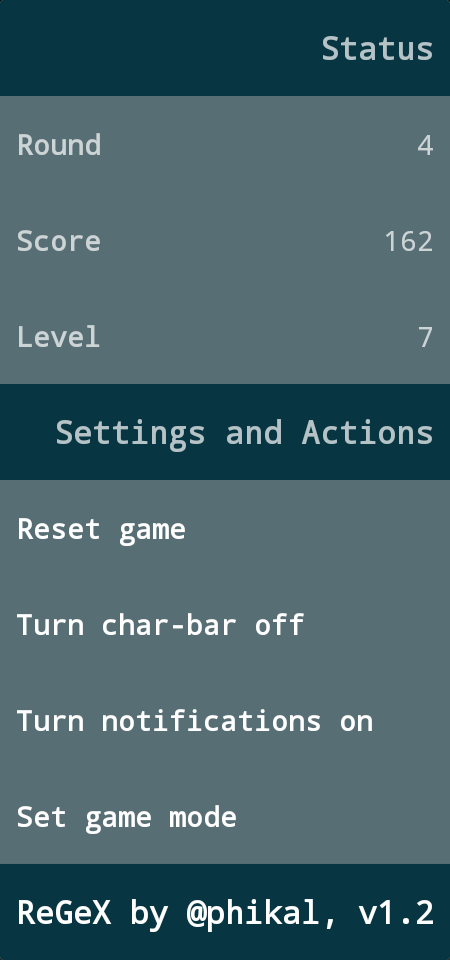 Status
Round 4
Score 162
Level 7
Settings and Actions
Reset game
Turn char-bar off
Turn notifications on
Set game mode
ReGeX by @phikal, v1.2